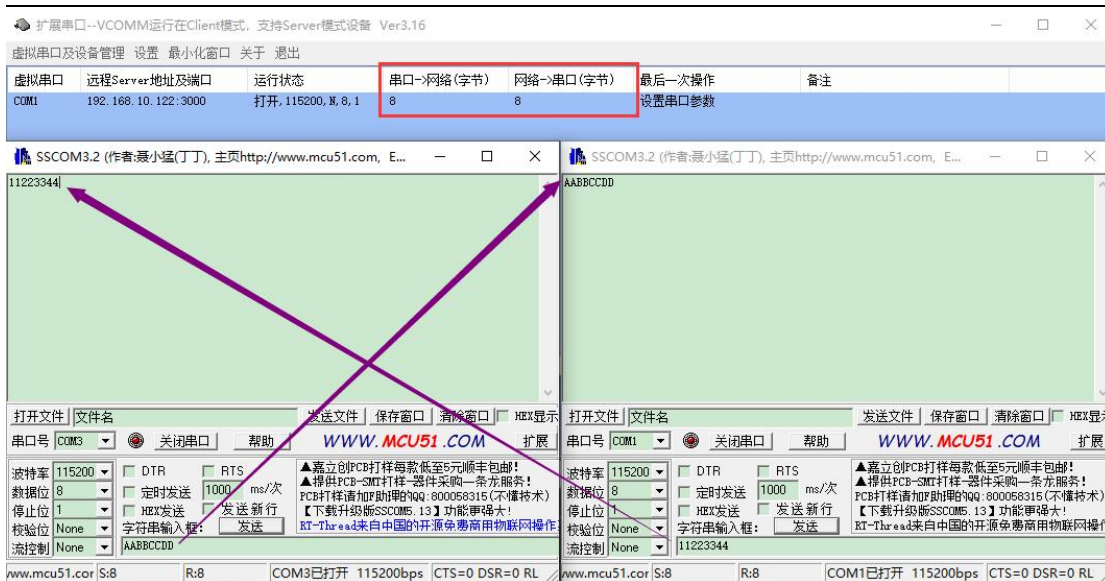 扩展串口--VCOMM运行在Client模式，支持Server模式设备 Ver3.16
虚拟串口及设备管理 设置 最小化窗口 关于 退出
虚拟串口 远程Server地址及端口 运行状态 串口->网络(字节) 网络->串口(字节) 最后一次操作 备注
COM1 192.168.10.122:3000 打开,115200,N,8,1 8 8 设置串口参数
SSCOM3.2 (作者:聂小猛(丁丁), 主页http://www.mcu51.com, E...
11223344
打开文件 文件名 发送文件 保存窗口 清除窗口 HEX显示
串口号 COM3 关闭串口 帮助 WWW.MCU51.COM 扩展
波特率 115200 DTR RTS
数据位 8 定时发送 1000 ms/次
停止位 1 HEX发送 发送新行
校验位 None 字符串输入框: 发送
流控制 None AABBCCDD
▲嘉立创PCB打样每款低至5元顺丰包邮!
▲提供PCB-SMT打样-器件采购一条龙服务!
PCB打样请加F助理的QQ:800058315(不懂技术)
【下载升级版SSCOM5.13】功能更强大!
RT-Thread来自中国的开源免费商用物联网操作
www.mcu51.cor S:8 R:8 COM3已打开 115200bps CTS=0 DSR=0 RL
SSCOM3.2 (作者:聂小猛(丁丁), 主页http://www.mcu51.com, E...
AABBCCDD
打开文件 文件名 发送文件 保存窗口 清除窗口 HEX显
串口号 COM1 关闭串口 帮助 WWW.MCU51.COM 扩展
波特率 115200 DTR RTS
数据位 8 定时发送 1000 ms/次
停止位 1 HEX发送 发送新行
校验位 None 字符串输入框: 发送
流控制 None 11223344
▲嘉立创PCB打样每款低至5元顺丰包邮!
▲提供PCB-SMT打样-器件采购一条龙服务!
PCB打样请加F助理的QQ:800058315(不懂技术)
【下载升级版SSCOM5.13】功能更强大!
RT-Thread来自中国的开源免费商用物联网操
www.mcu51.cor S:8 R:8 COM1已打开 115200bps CTS=0 DSR=0 RL